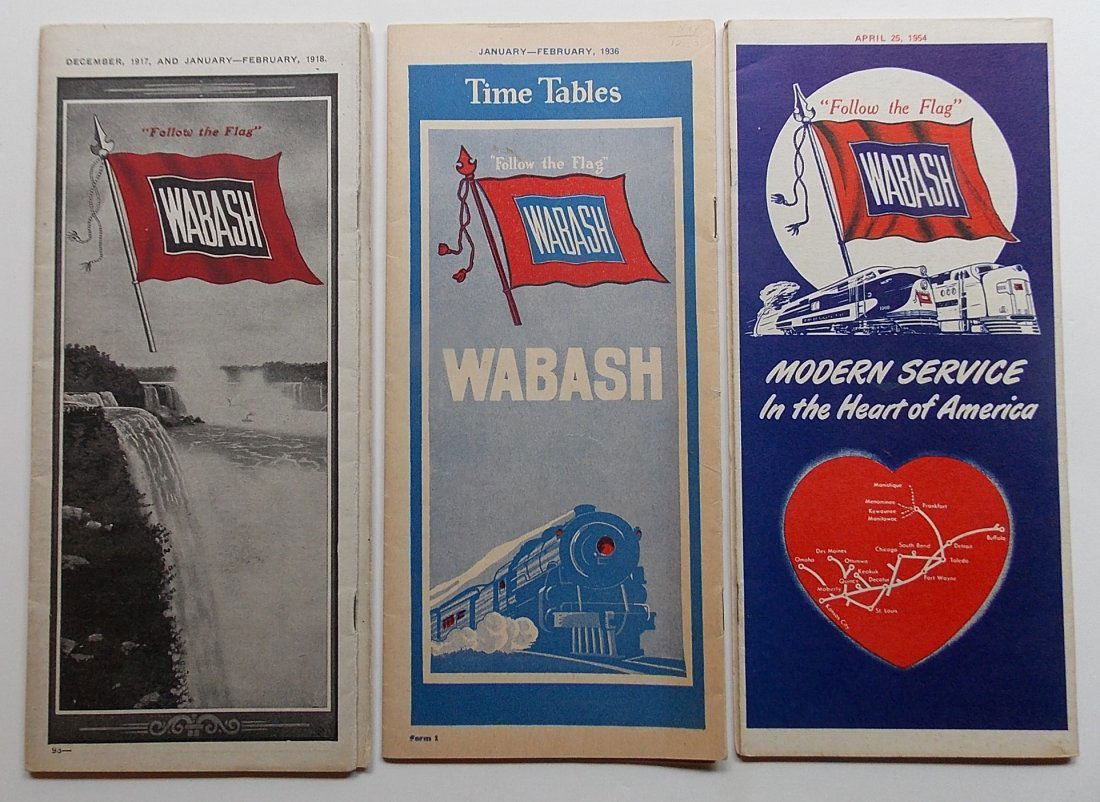 DECEMBER, 1917, AND JANUARY—FEBRUARY, 1918.
"Follow the Flag"
WABASH
93—
JANUARY—FEBRUARY, 1936
Time Tables
"Follow the Flag"
WABASH
WABASH
Form 1
APRIL 25, 1954
"Follow the Flag"
WABASH
MODERN SERVICE
In the Heart of America
Manistique
Menominee
Kewaunee
Manitowoc
Frankfort
Buffalo
Detroit
Toledo
South Bend
Chicago
Des Moines
Omaha
Ottumwa
Keokuk
Quincy
Decatur
Fort Wayne
Moberly
St. Louis
Kansas City